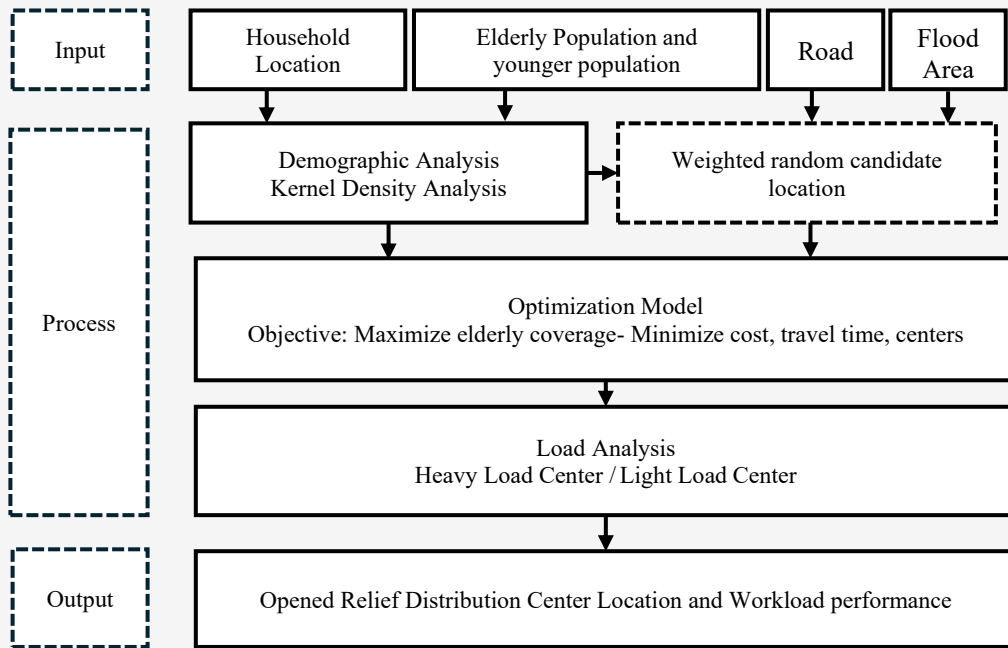 Input
Household
Location
Elderly Population and
younger population
Road
Flood
Area
Process
Demographic Analysis
Kernel Density Analysis
Weighted random candidate
location
Optimization Model
Objective: Maximize elderly coverage- Minimize cost, travel time, centers
Load Analysis
Heavy Load Center / Light Load Center
Output
Opened Relief Distribution Center Location and Workload performance